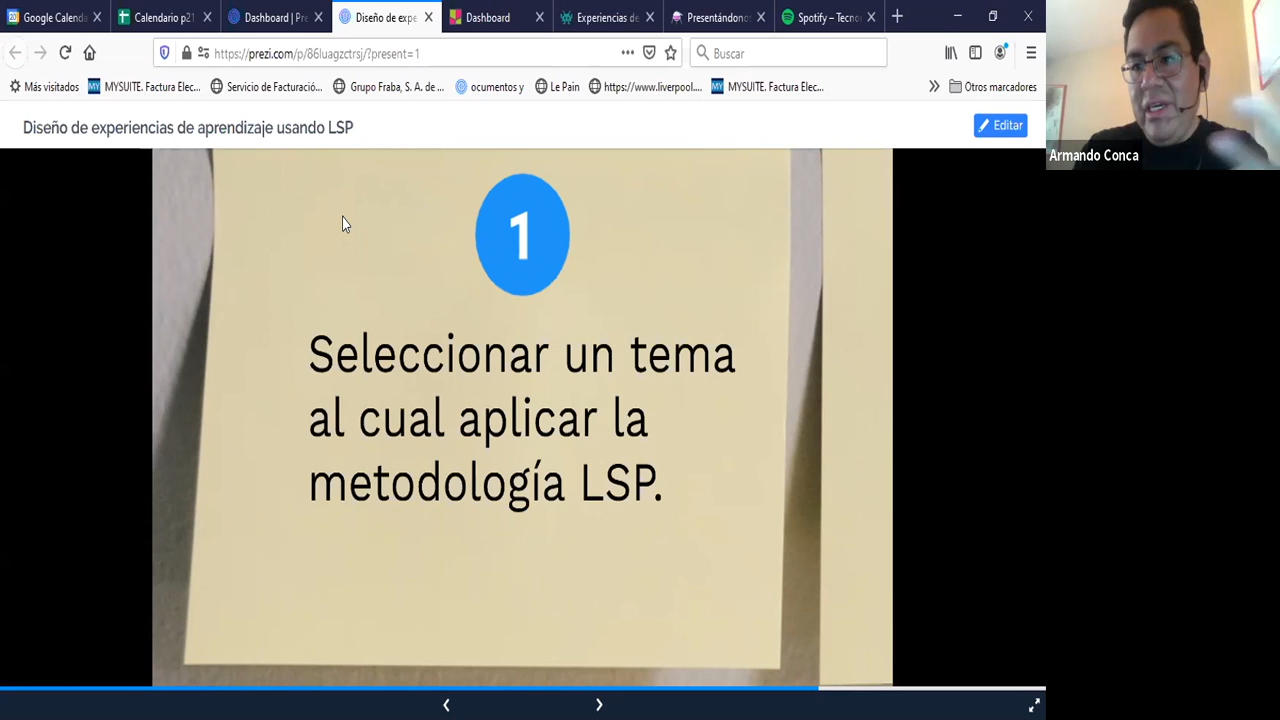 Google Calenda
Calendario p21
Dashboard | Pre
Diseño de expe
Dashboard
Experiencias de
Presentándono
Spotify – Tecno
https://prezi.com/p/86luagzctrsj/?present=1
Buscar
Más visitados
MYSUITE. Factura Elec...
Servicio de Facturació...
Grupo Fraba, S. A. de ...
ocumentos y
Le Pain
https://www.liverpool....
MYSUITE. Factura Elec...
Otros marcadores
Diseño de experiencias de aprendizaje usando LSP
Editar
Armando Conca
1
Seleccionar un tema
al cual aplicar la
metodología LSP.